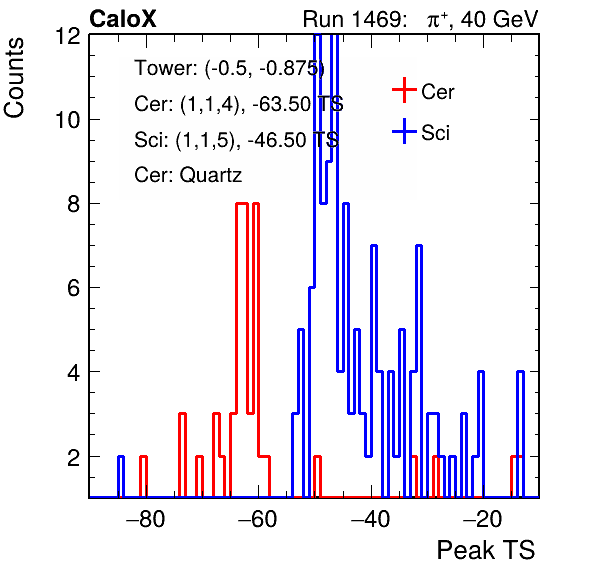 CaloX Run 1469: π⁺, 40 GeV
Counts
12
10
8
6
4
2
Tower: (-0.5, -0.875)
Cer: (1,1,4), -63.50 TS
Sci: (1,1,5), -46.50 TS
Cer: Quartz
Cer
Sci
−80 −60 −40 −20
Peak TS